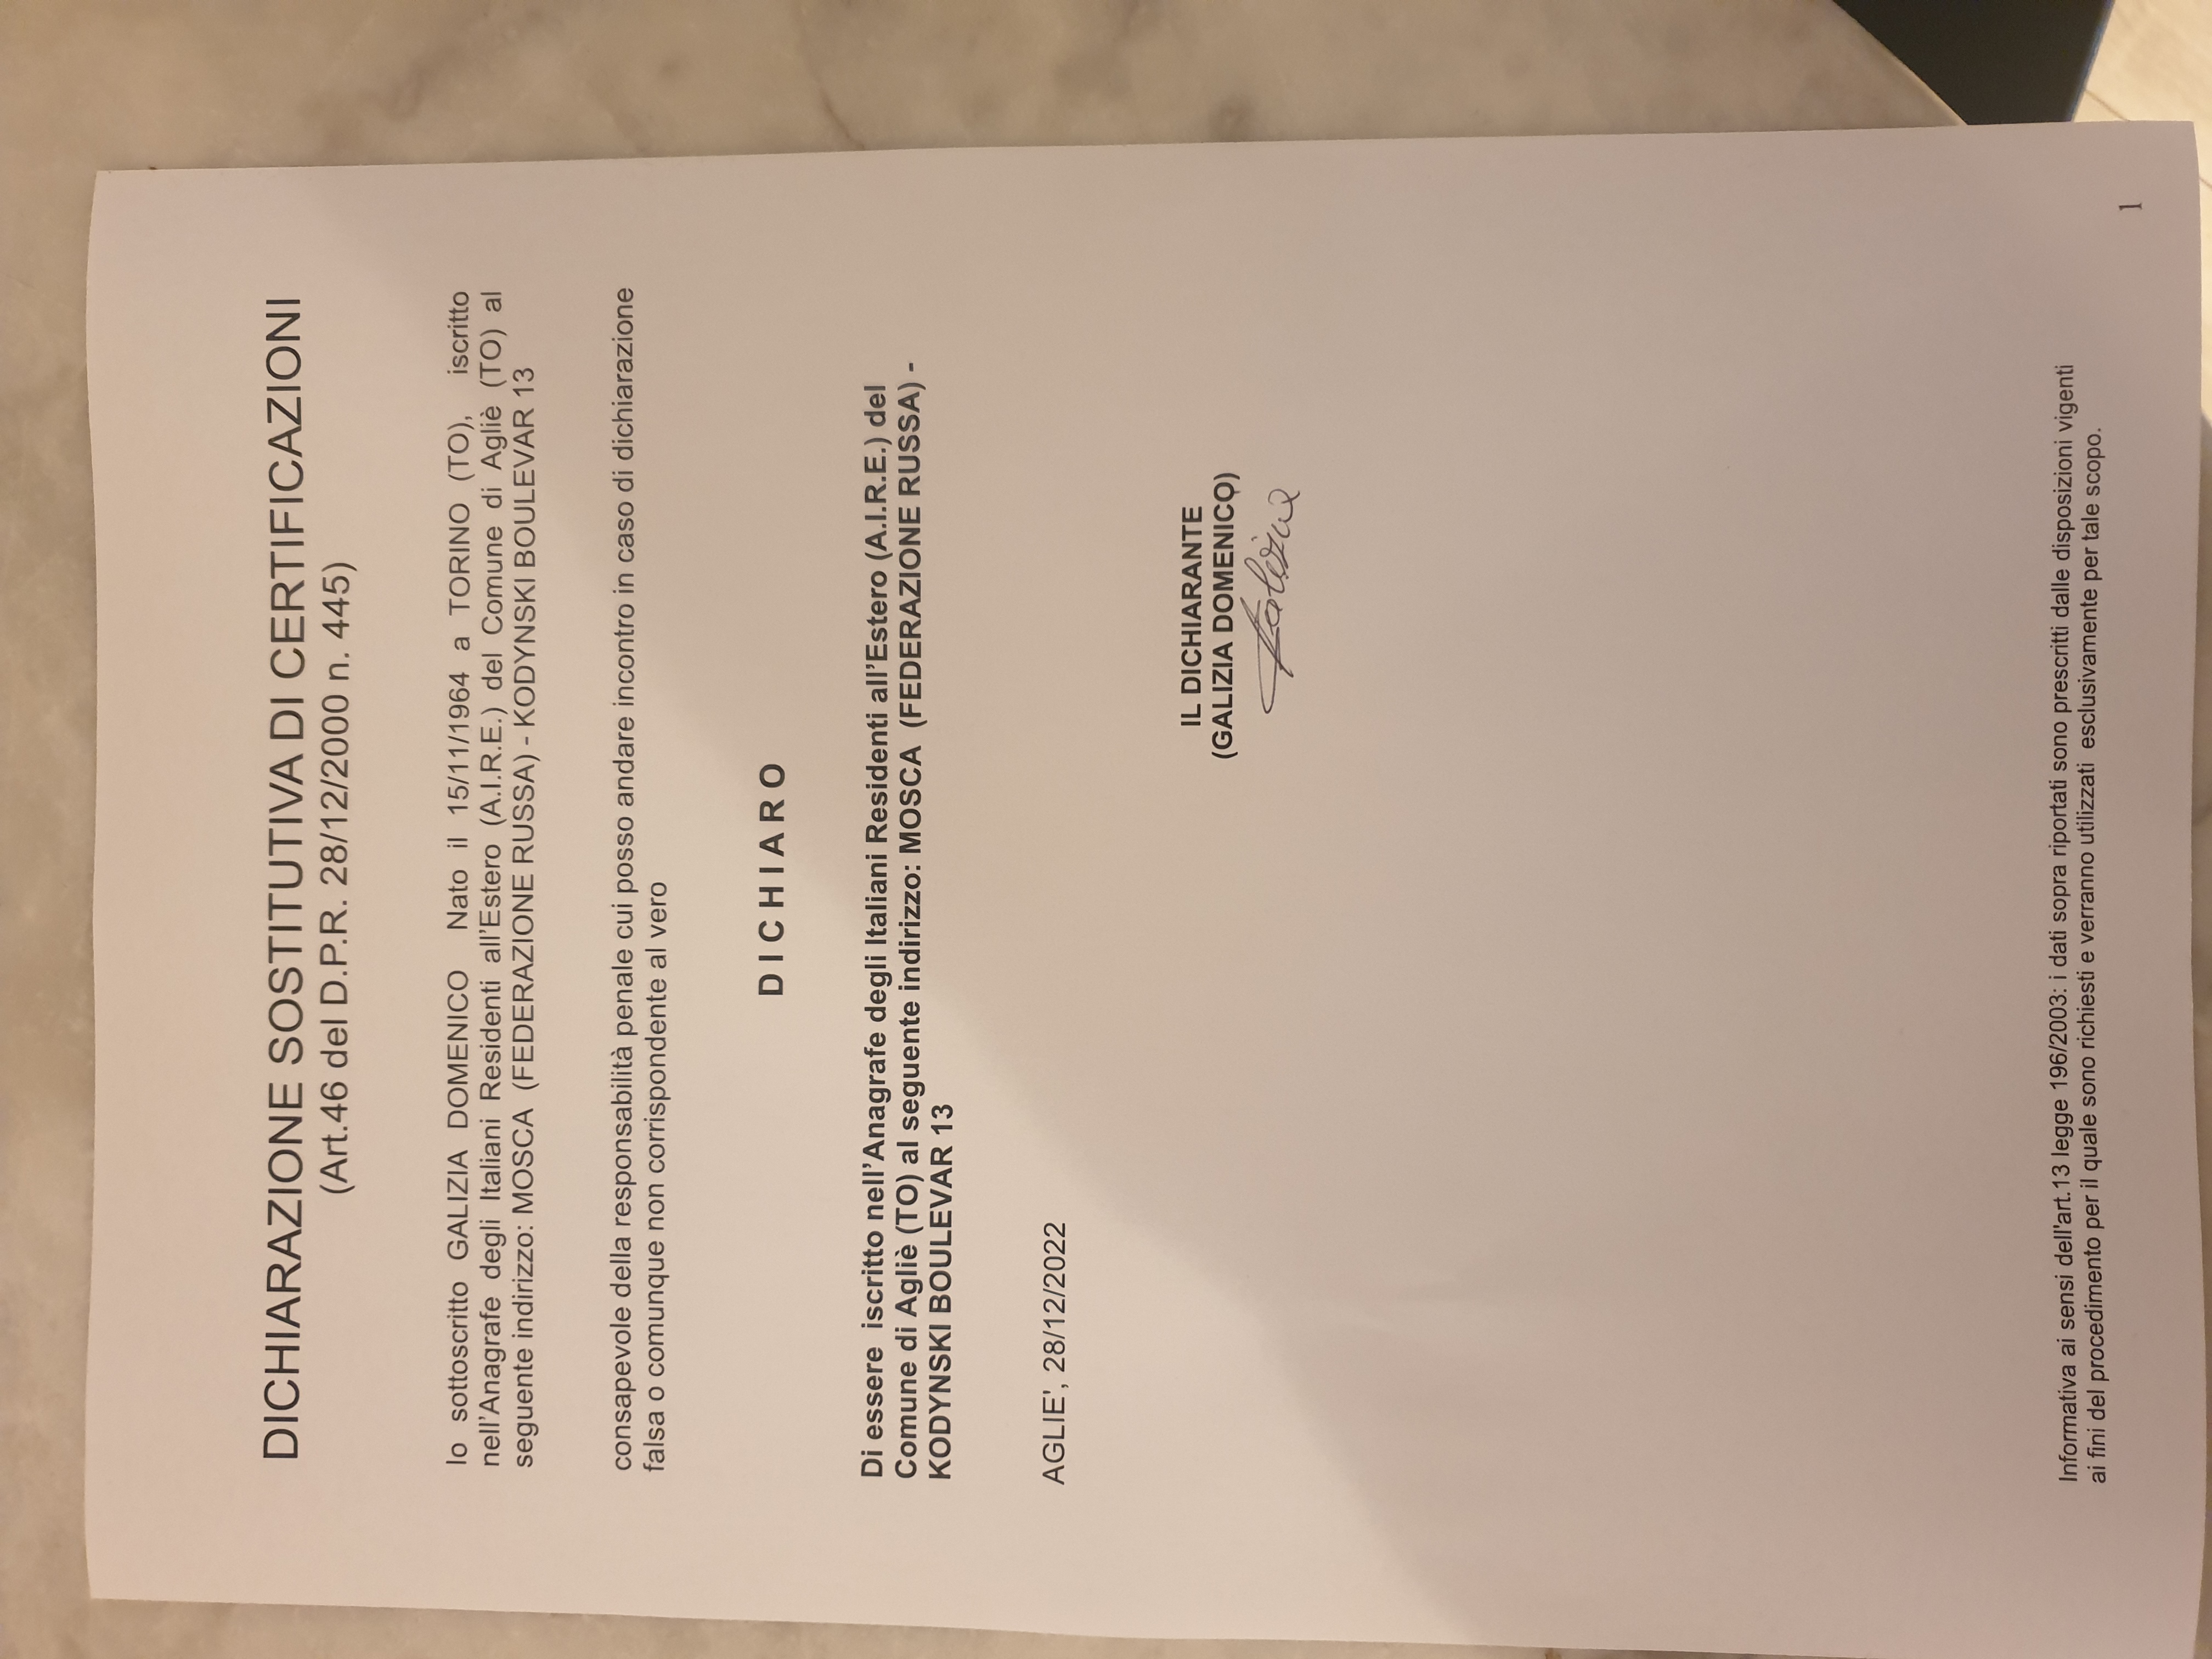 DICHIARAZIONE SOSTITUTIVA DI CERTIFICAZIONI
(Art.46 del D.P.R. 28/12/2000 n. 445)
Io sottoscritto GALIZIA DOMENICO Nato il 15/11/1964 a TORINO (TO), iscritto
nell'Anagrafe degli Italiani Residenti all'Estero (A.I.R.E.) del Comune di Agliè (TO) al
seguente indirizzo: MOSCA (FEDERAZIONE RUSSA) - KODYNSKI BOULEVAR 13
consapevole della responsabilità penale cui posso andare incontro in caso di dichiarazione
falsa o comunque non corrispondente al vero
DICHIARO
Di essere iscritto nell'Anagrafe degli Italiani Residenti all'Estero (A.I.R.E.) del
Comune di Agliè (TO) al seguente indirizzo: MOSCA (FEDERAZIONE RUSSA) -
KODYNSKI BOULEVAR 13
AGLIE', 28/12/2022
IL DICHIARANTE
(GALIZIA DOMENICO)
Galizia
Informativa ai sensi dell'art.13 legge 196/2003: i dati sopra riportati sono prescritti dalle disposizioni vigenti
ai fini del procedimento per il quale sono richiesti e verranno utilizzati esclusivamente per tale scopo.
1